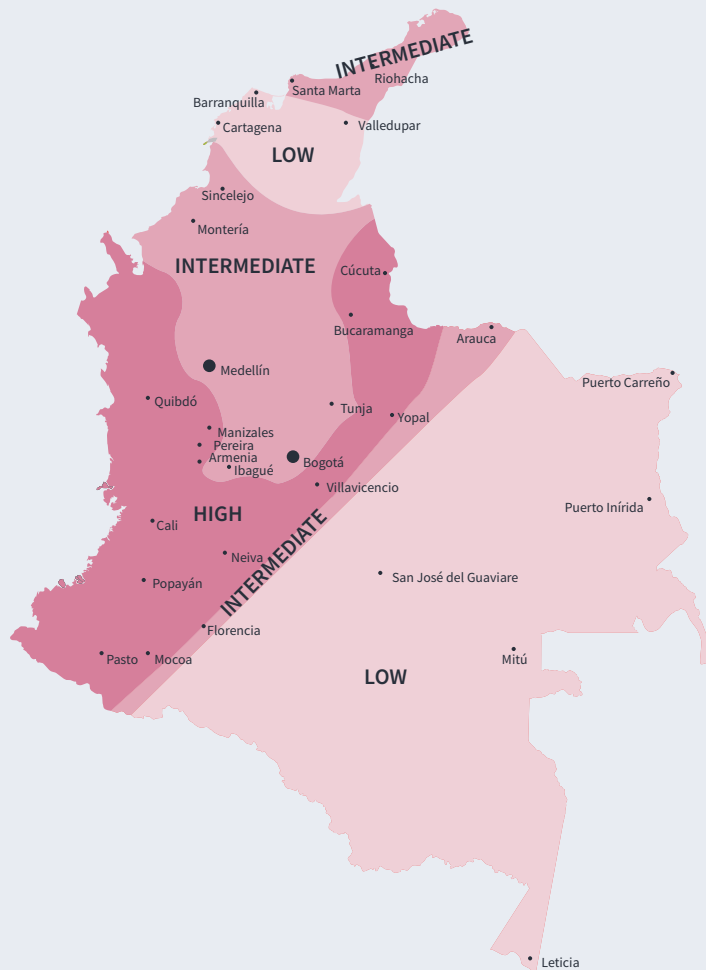 INTERMEDIATE
Riohacha
Santa Marta
Barranquilla
Cartagena
Valledupar
LOW
Sincelejo
Montería
INTERMEDIATE
Cúcuta
Bucaramanga
Arauca
Medellín
Puerto Carreño
Quibdó
Tunja
Yopal
Manizales
Pereira
Armenia
Ibagué
Bogotá
Villavicencio
Puerto Inírida
HIGH
Cali
INTERMEDIATE
Neiva
San José del Guaviare
Popayán
Florencia
Pasto
Mocoa
Mitú
LOW
Leticia